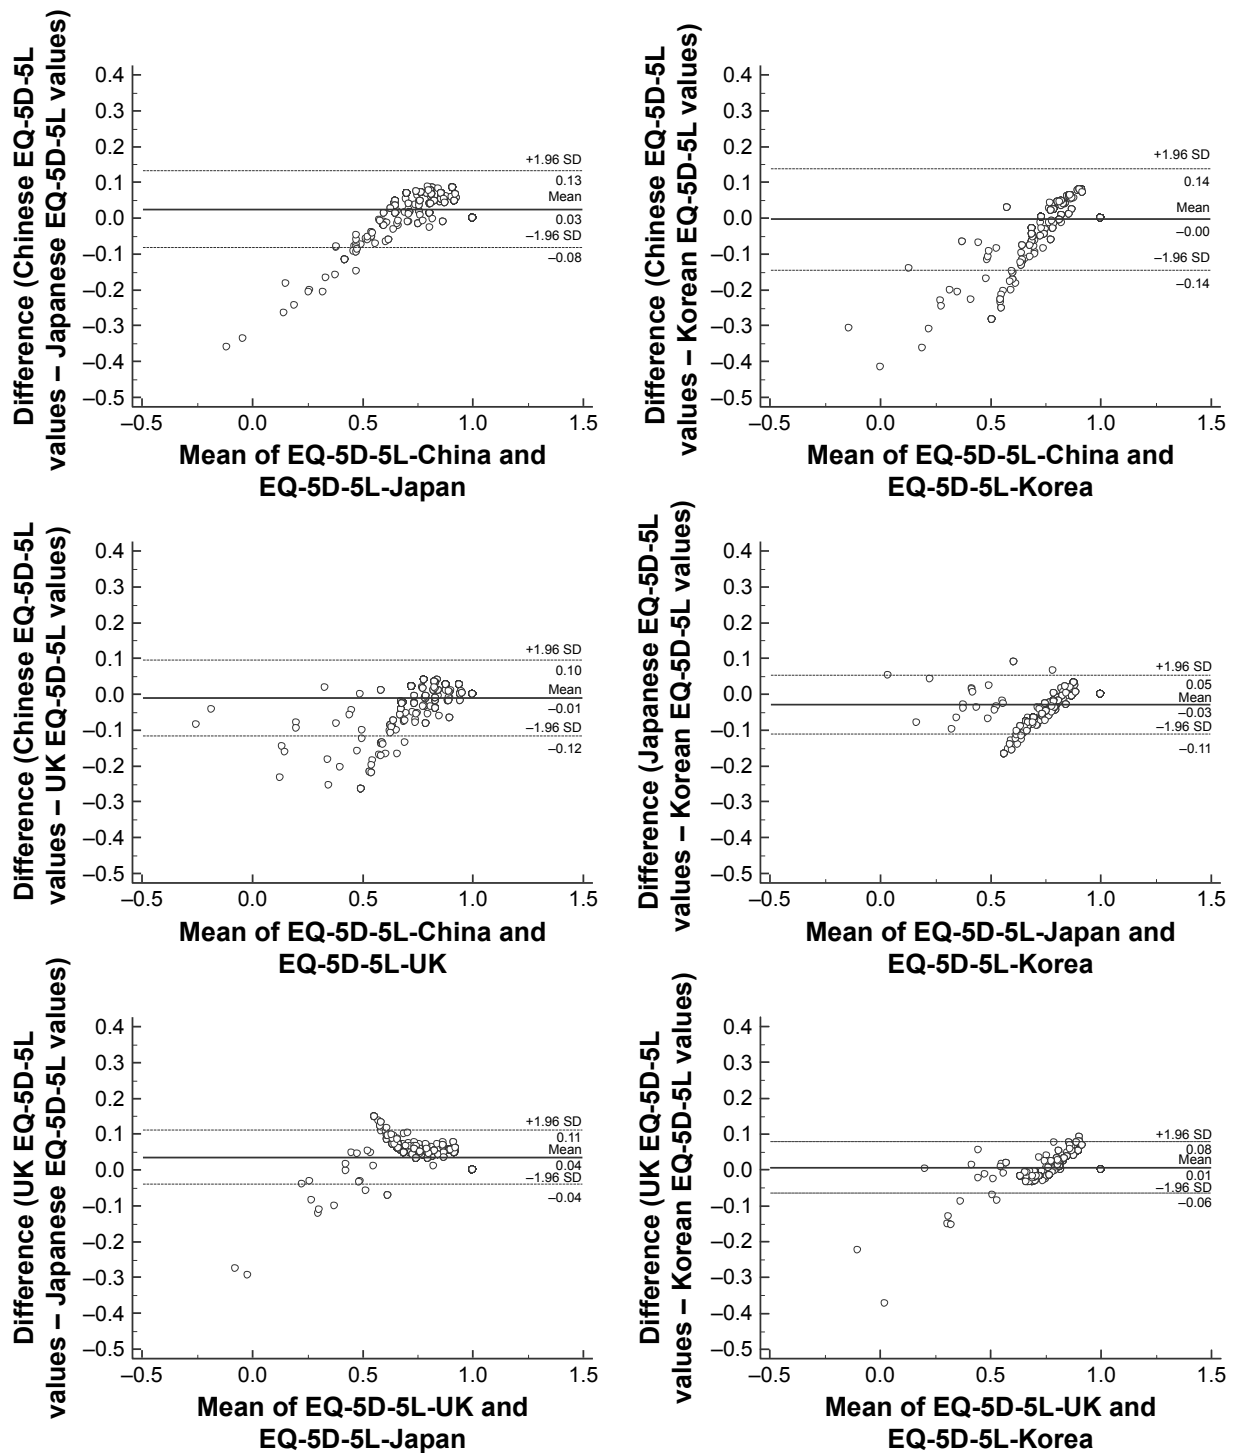 Difference (Chinese EQ-5D-5L
values – Japanese EQ-5D-5L values)
0.4
0.3
0.2
0.1
0.0
–0.1
–0.2
–0.3
–0.4
–0.5
+1.96 SD
0.13
Mean
0.03
–1.96 SD
–0.08
–0.5 0.0 0.5 1.0 1.5
Mean of EQ-5D-5L-China and
EQ-5D-5L-Japan
Difference (Chinese EQ-5D-5L
values – Korean EQ-5D-5L values)
0.4
0.3
0.2
0.1
0.0
–0.1
–0.2
–0.3
–0.4
–0.5
+1.96 SD
0.14
Mean
–0.00
–1.96 SD
–0.14
–0.5 0.0 0.5 1.0 1.5
Mean of EQ-5D-5L-China and
EQ-5D-5L-Korea
Difference (Chinese EQ-5D-5L
values – UK EQ-5D-5L values)
0.4
0.3
0.2
0.1
0.0
–0.1
–0.2
–0.3
–0.4
–0.5
+1.96 SD
0.10
Mean
–0.01
–1.96 SD
–0.12
–0.5 0.0 0.5 1.0 1.5
Mean of EQ-5D-5L-China and
EQ-5D-5L-UK
Difference (Japanese EQ-5D-5L
values – Korean EQ-5D-5L values)
0.4
0.3
0.2
0.1
0.0
–0.1
–0.2
–0.3
–0.4
–0.5
+1.96 SD
0.05
Mean
–0.03
–1.96 SD
–0.11
–0.5 0.0 0.5 1.0 1.5
Mean of EQ-5D-5L-Japan and
EQ-5D-5L-Korea
Difference (UK EQ-5D-5L
values – Japanese EQ-5D-5L values)
0.4
0.3
0.2
0.1
0.0
–0.1
–0.2
–0.3
–0.4
–0.5
+1.96 SD
0.11
Mean
0.04
–1.96 SD
–0.04
–0.5 0.0 0.5 1.0 1.5
Mean of EQ-5D-5L-UK and
EQ-5D-5L-Japan
Difference (UK EQ-5D-5L
values – Korean EQ-5D-5L values)
0.4
0.3
0.2
0.1
0.0
–0.1
–0.2
–0.3
–0.4
–0.5
+1.96 SD
0.08
Mean
0.01
–1.96 SD
–0.06
–0.5 0.0 0.5 1.0 1.5
Mean of EQ-5D-5L-UK and
EQ-5D-5L-Korea